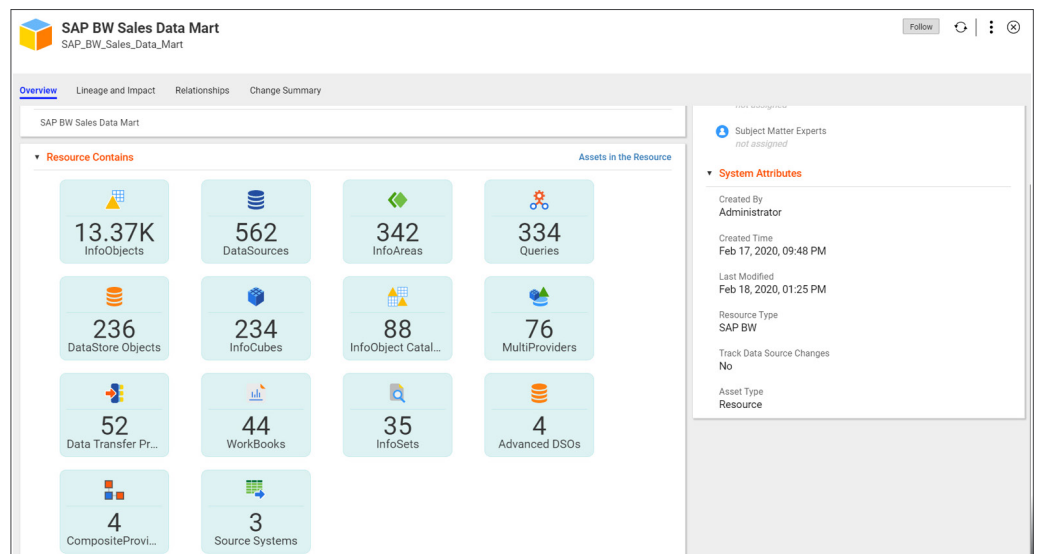 SAP BW Sales Data Mart
SAP_BW_Sales_Data_Mart
Follow
Overview Lineage and Impact Relationships Change Summary
SAP BW Sales Data Mart
Resource Contains Assets in the Resource
13.37K
InfoObjects
562
DataSources
342
InfoAreas
334
Queries
236
DataStore Objects
234
InfoCubes
88
InfoObject Catal...
76
MultiProviders
52
Data Transfer Pr...
44
WorkBooks
35
InfoSets
4
Advanced DSOs
4
CompositeProvi...
3
Source Systems
not assigned
Subject Matter Experts
not assigned
System Attributes
Created By
Administrator
Created Time
Feb 17, 2020, 09:48 PM
Last Modified
Feb 18, 2020, 01:25 PM
Resource Type
SAP BW
Track Data Source Changes
No
Asset Type
Resource